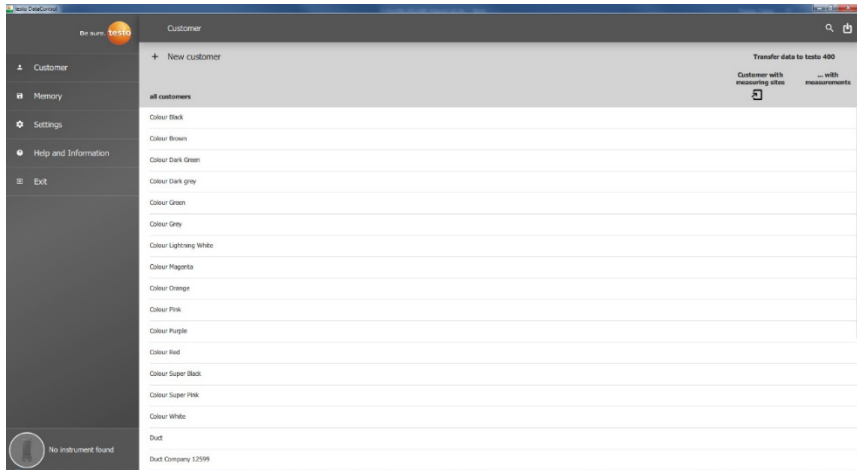 testo DataControl
Be sure. testo
Customer
Memory
Settings
Help and Information
Exit
No instrument found
Customer
+ New customer
Transfer data to testo 400
Customer with
measuring sites
... with
measurements
all customers
Colour Black
Colour Brown
Colour Dark Green
Colour Dark grey
Colour Green
Colour Grey
Colour Lightning White
Colour Magenta
Colour Orange
Colour Pink
Colour Purple
Colour Red
Colour Super Black
Colour Super Pink
Colour White
Duct
Duct Company 12599